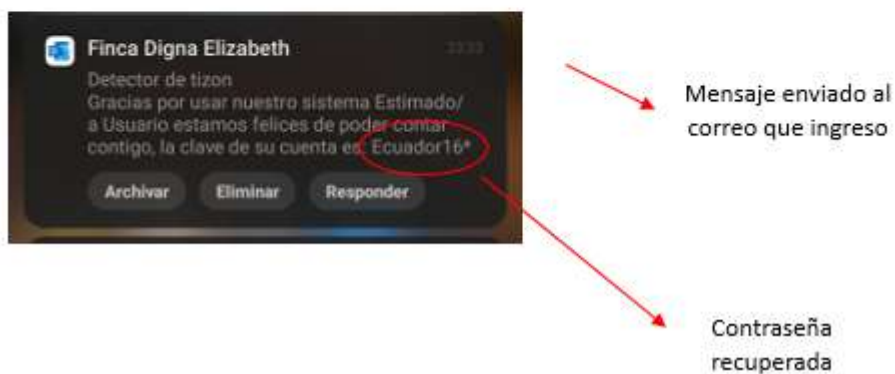 Finca Digna Elizabeth
Detector de tizon
Gracias por usar nuestro sistema Estimado/
a Usuario estamos felices de poder contar
contigo, la clave de su cuenta es: Ecuador16*
Archivar Eliminar Responder
Mensaje enviado al
correo que ingreso
Contraseña
recuperada